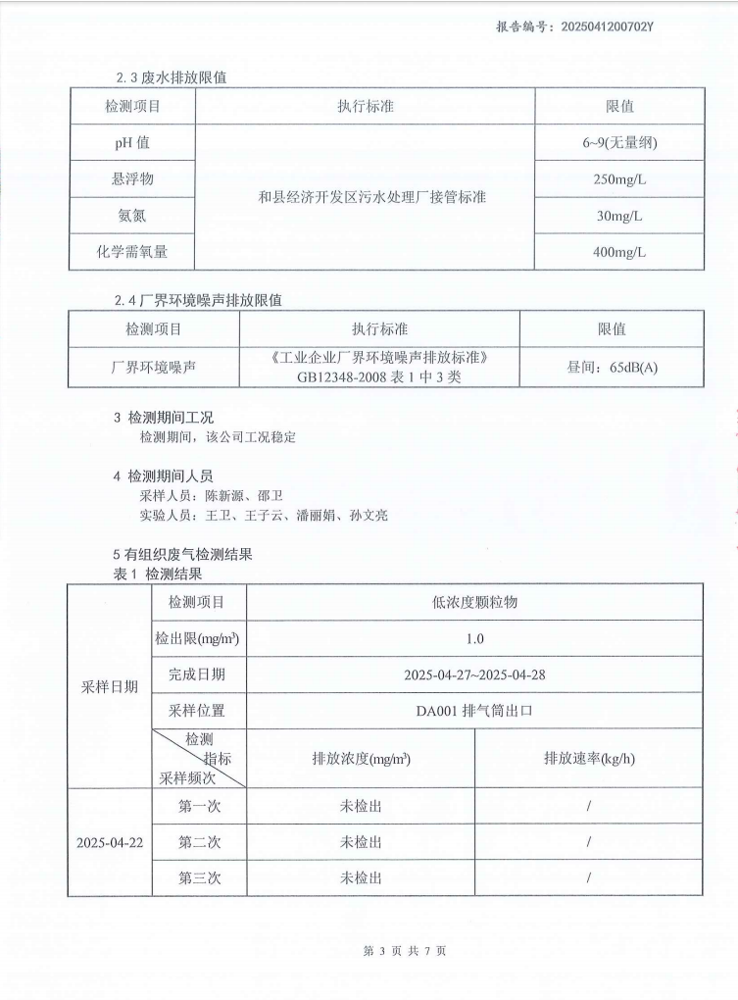 报告编号：2025041200702Y
2.3 废水排放限值
检测项目 执行标准 限值
pH 值 6~9(无量纲)
悬浮物 250mg/L
和县经济开发区污水处理厂接管标准
氨氮 30mg/L
化学需氧量 400mg/L
2.4 厂界环境噪声排放限值
检测项目 执行标准 限值
厂界环境噪声 《工业企业厂界环境噪声排放标准》 昼间：65dB(A)
GB12348-2008 表 1 中 3 类
3 检测期间工况
检测期间，该公司工况稳定
4 检测期间人员
采样人员：陈新源、邵卫
实验人员：王卫、王子云、潘丽娟、孙文亮
5 有组织废气检测结果
表 1 检测结果
采样日期 检测项目 低浓度颗粒物
检出限(mg/m³) 1.0
完成日期 2025-04-27~2025-04-28
采样位置 DA001 排气筒出口
检测
指标 排放浓度(mg/m³) 排放速率(kg/h)
采样频次
2025-04-22 第一次 未检出 /
第二次 未检出 /
第三次 未检出 /
第 3 页 共 7 页